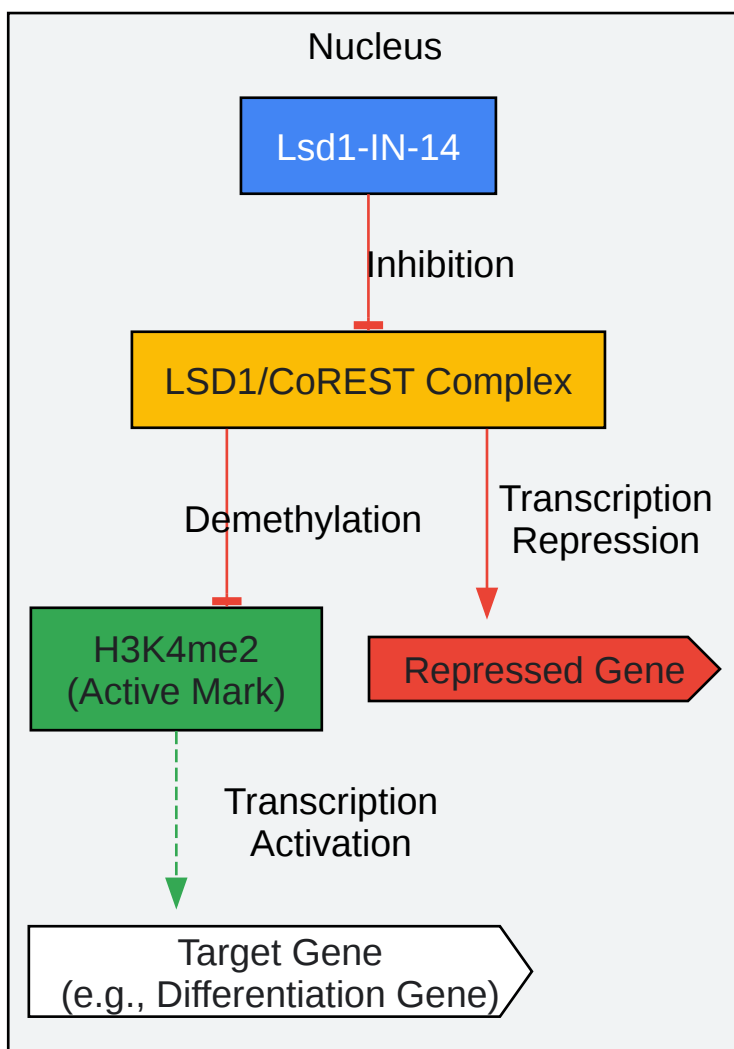 Nucleus
Lsd1-IN-14
Inhibition
LSD1/CoREST Complex
Demethylation
Transcription
Repression
H3K4me2
(Active Mark)
Repressed Gene
Transcription
Activation
Target Gene
(e.g., Differentiation Gene)